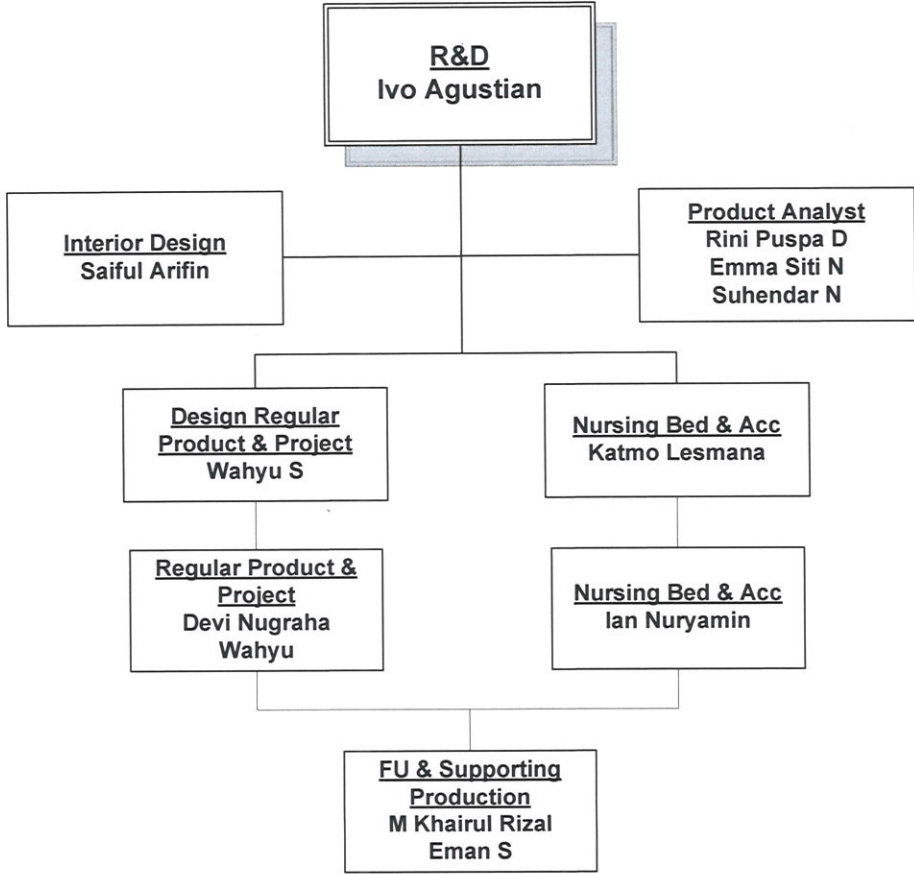 R&D
Ivo Agustian
Interior Design
Saiful Arifin
Product Analyst
Rini Puspa D
Emma Siti N
Suhendar N
Design Regular
Product & Project
Wahyu S
Nursing Bed & Acc
Katmo Lesmana
Regular Product &
Project
Devi Nugraha
Wahyu
Nursing Bed & Acc
Ian Nuryamin
FU & Supporting
Production
M Khairul Rizal
Eman S